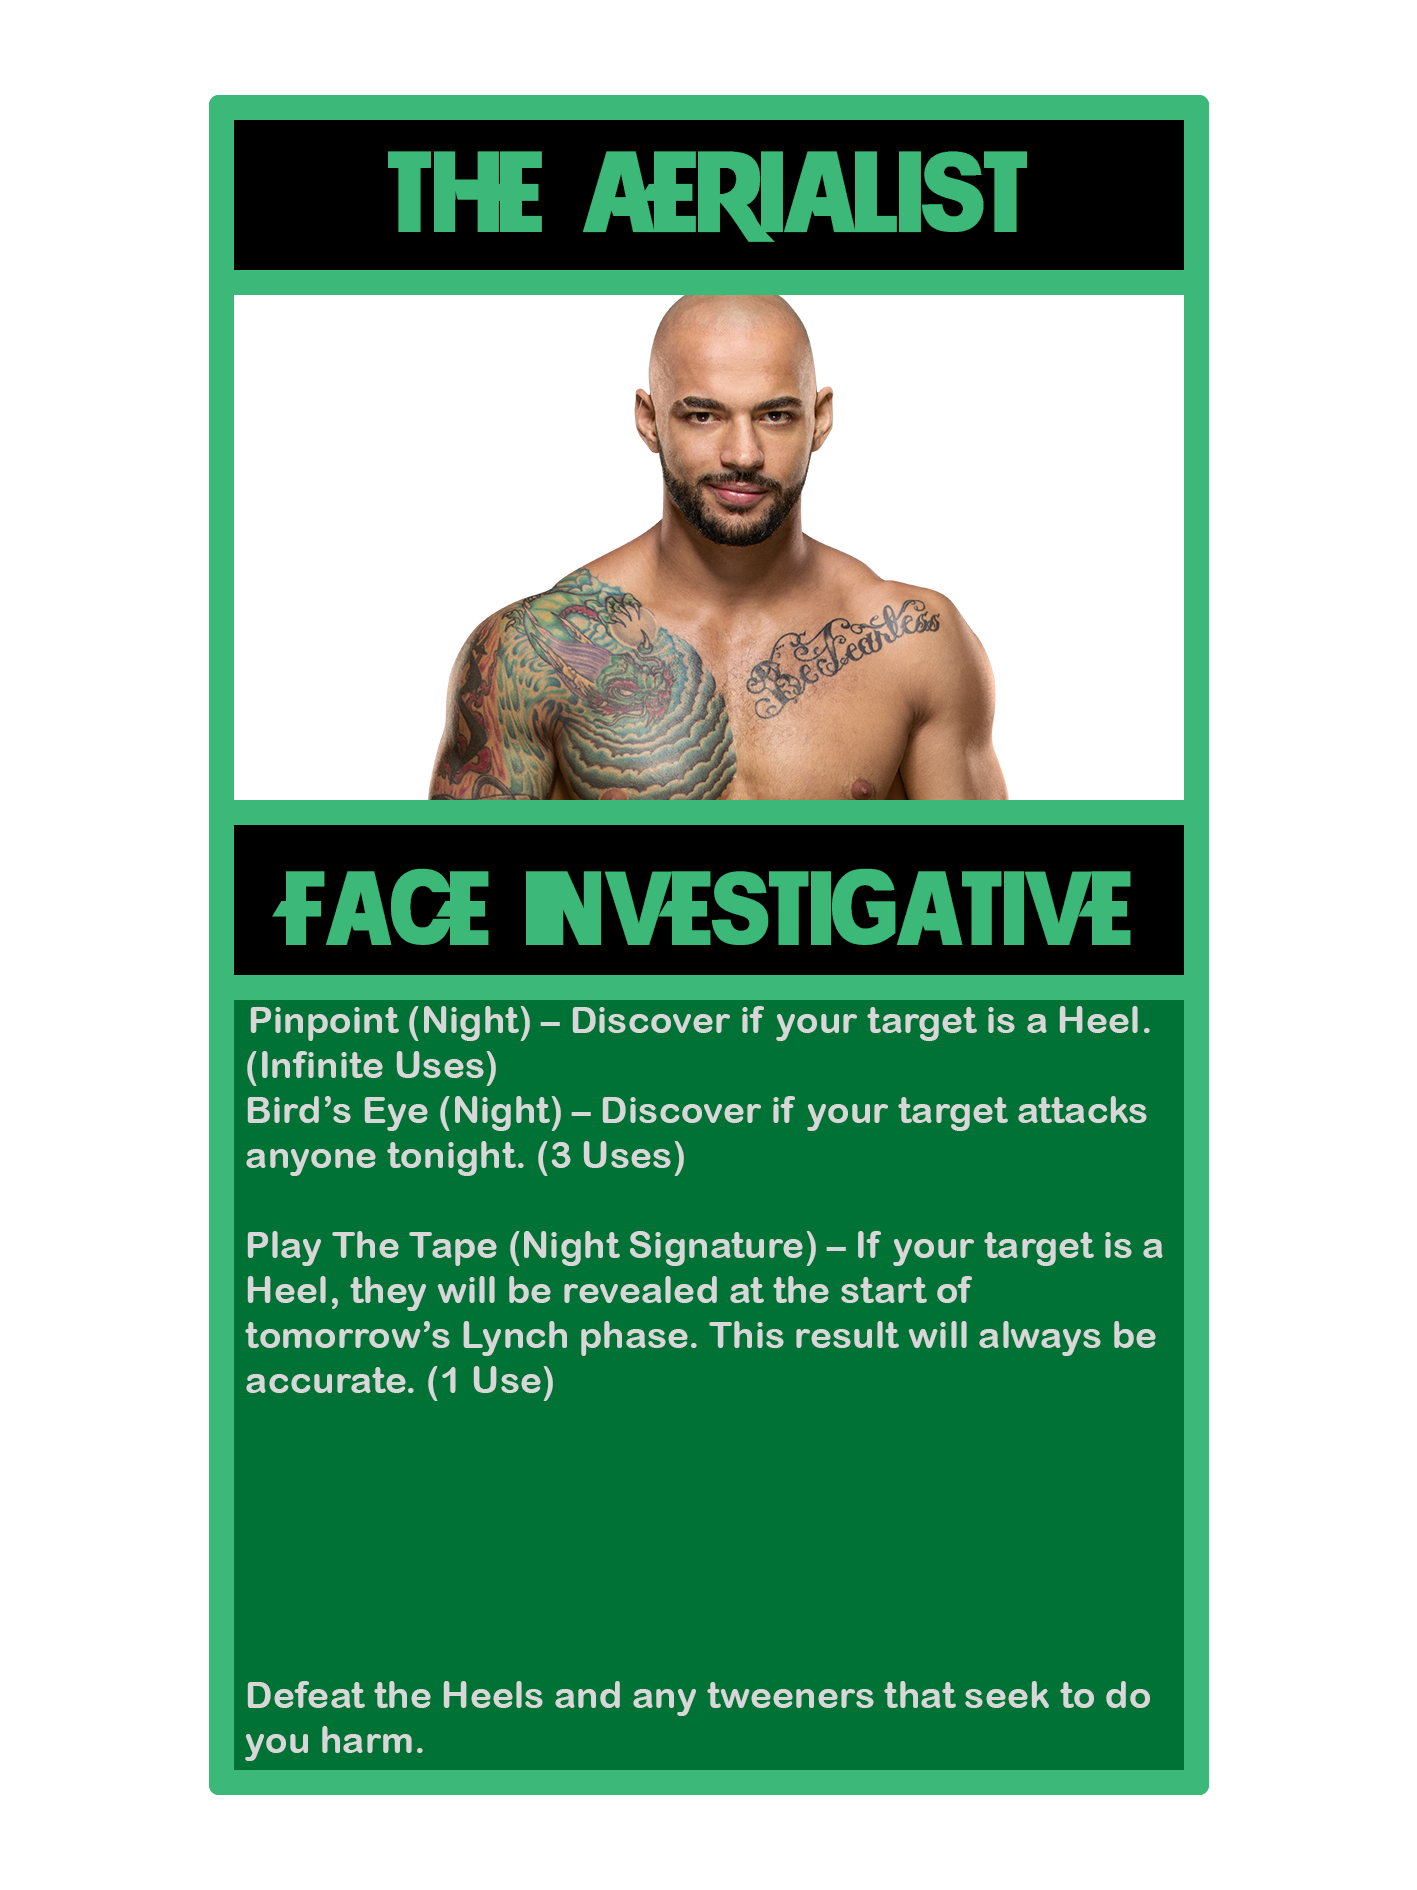 THE AERIALIST
BeFearless
FACE INVESTIGATIVE
Pinpoint (Night) – Discover if your target is a Heel.
(Infinite Uses)
Bird’s Eye (Night) – Discover if your target attacks
anyone tonight. (3 Uses)
Play The Tape (Night Signature) – If your target is a
Heel, they will be revealed at the start of
tomorrow’s Lynch phase. This result will always be
accurate. (1 Use)
Defeat the Heels and any tweeners that seek to do
you harm.